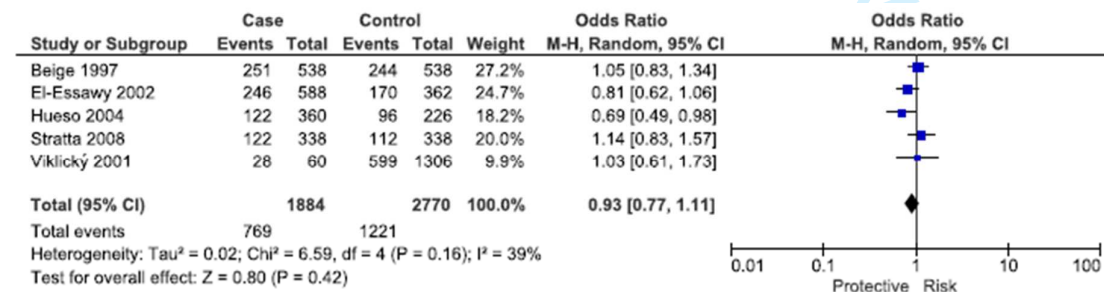 Case Control Odds Ratio Odds Ratio
Study or Subgroup Events Total Events Total Weight M-H, Random, 95% CI M-H, Random, 95% CI
Beige 1997 251 538 244 538 27.2% 1.05 [0.83, 1.34]
El-Essawy 2002 246 588 170 362 24.7% 0.81 [0.62, 1.06]
Hueso 2004 122 360 96 226 18.2% 0.69 [0.49, 0.98]
Stratta 2008 122 338 112 338 20.0% 1.14 [0.83, 1.57]
Viklický 2001 28 60 599 1306 9.9% 1.03 [0.61, 1.73]
Total (95% CI) 1884 2770 100.0% 0.93 [0.77, 1.11]
Total events 769 1221
Heterogeneity: Tau² = 0.02; Chi² = 6.59, df = 4 (P = 0.16); I² = 39%
Test for overall effect: Z = 0.80 (P = 0.42)
0.01 0.1 1 10 100
Protective Risk